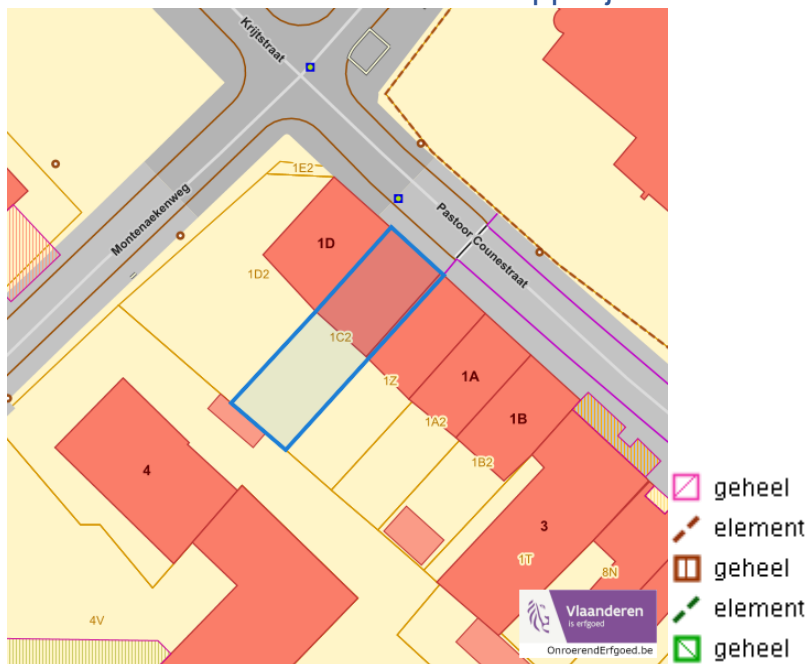 Krijtstraat
1E2
Montenaekenweg
Pastoor Counestraat
1D
1D2
1C2
1Z
1A
1A2
1B
1B2
4
3
1T
8N
4V
Vlaanderen
is erfgoed
OnroerendErfgoed.be
geheel
element
geheel
element
geheel